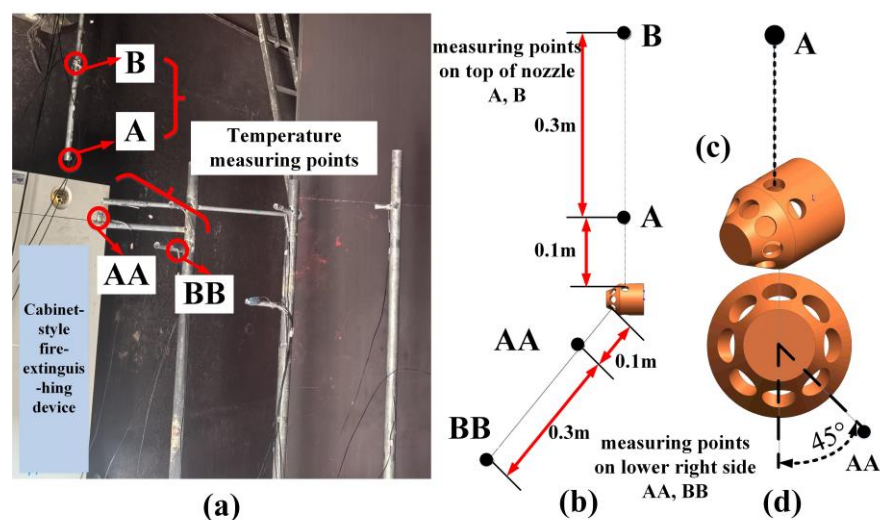 B
A
Temperature
measuring points
AA
BB
Cabinet-
style
fire-
extinguis
-hing
device
(a)
B
measuring points
on top of nozzle
A, B
0.3m
A
0.1m
AA
0.1m
BB
0.3m
measuring points
on lower right side
AA, BB
(b)
A
(c)
45°
AA
(d)